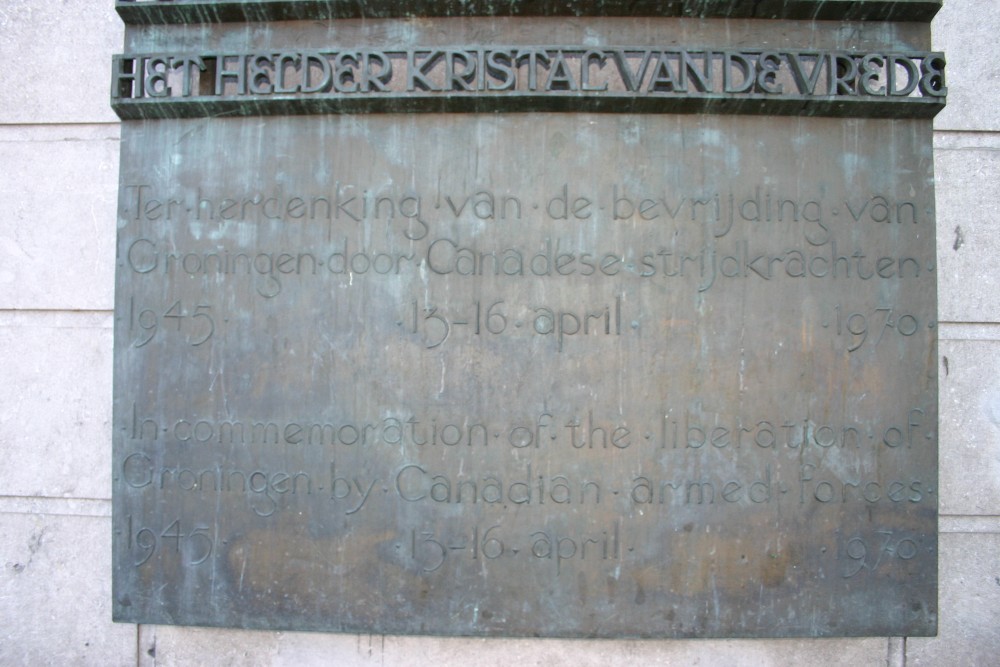 HET HELDER KRISTAL VAN DE VREDE
Ter·herdenking·van·de·bevrijding·van·
·Groningen·door·Canadese·strijdkrachten·
·1945· ·13-16·april· ·1970·
·In·commemoration·of·the·liberation·of·
·Groningen·by·Canadian·armed·forces·
·1945· ·13-16·april· ·1970·